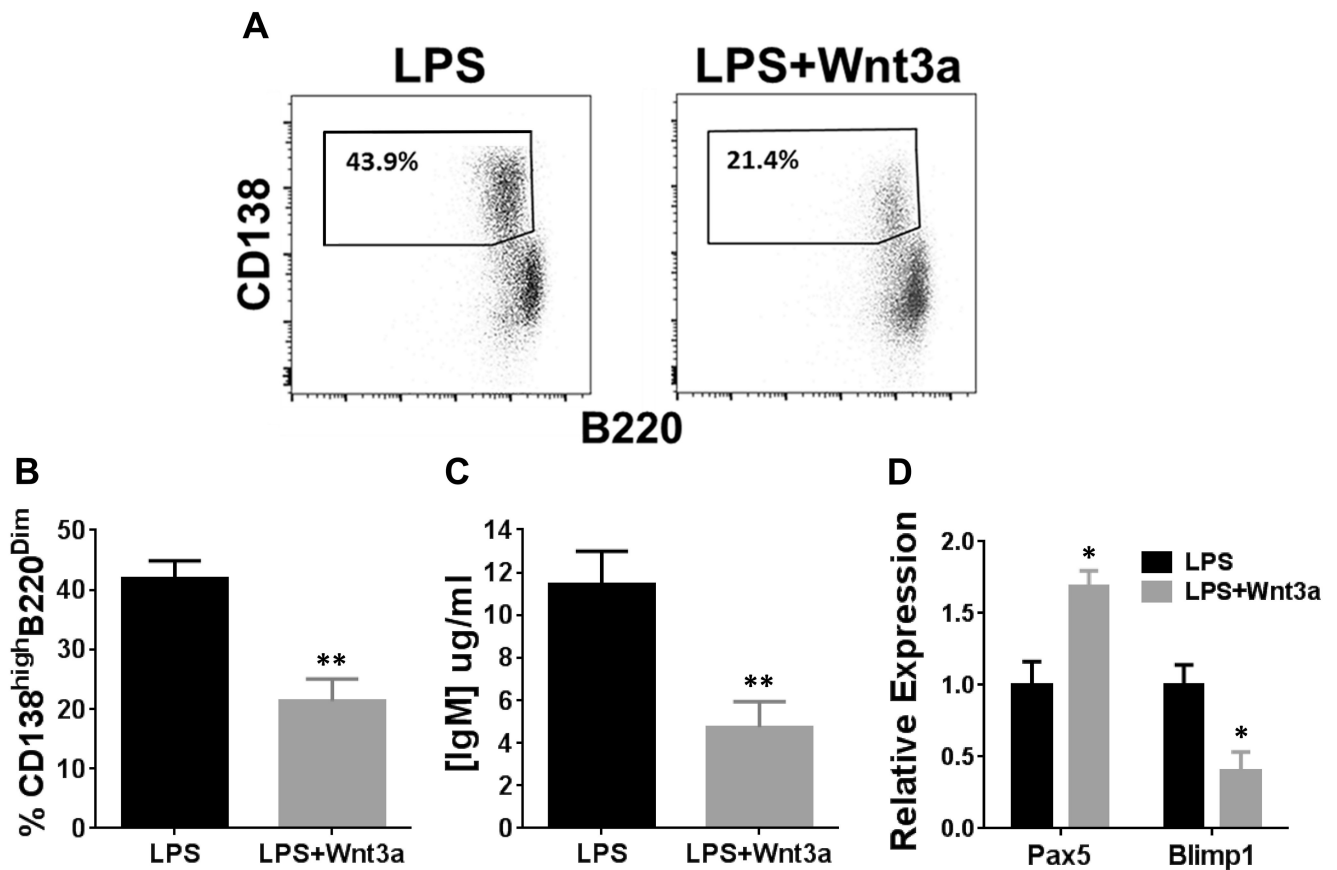 A
LPS
LPS+Wnt3a
43.9%
21.4%
CD138
B220
B
C
D
% CD138highB220Dim
50
40
30
20
10
0
**
LPS
LPS+Wnt3a
[IgM] ug/ml
14
12
10
8
6
4
2
0
**
LPS
LPS+Wnt3a
Relative Expression
2.0
1.5
1.0
0.5
0.0
*
*
LPS
LPS+Wnt3a
Pax5
Blimp1